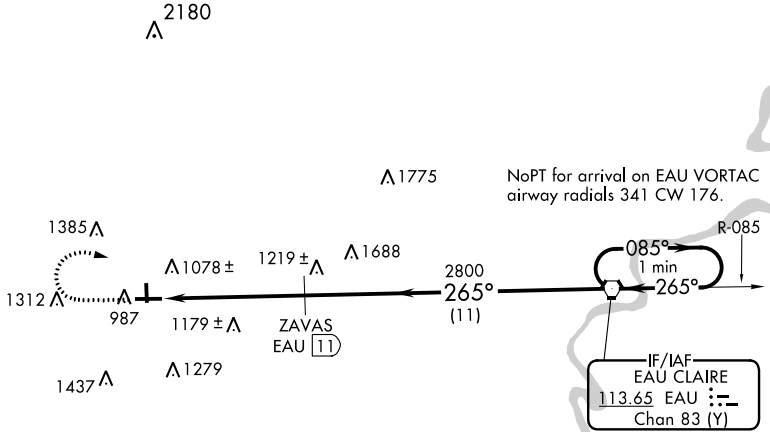 2180
1775
NoPT for arrival on EAU VORTAC
airway radials 341 CW 176.
R-085
1385
085°
1 min
265°
1078 ±
1219 ±
1688
2800
265°
(11)
1312
987
1179 ±
ZAVAS
EAU 11
1279
1437
IF/IAF
EAU CLAIRE
113.65 EAU
Chan 83 (Y)